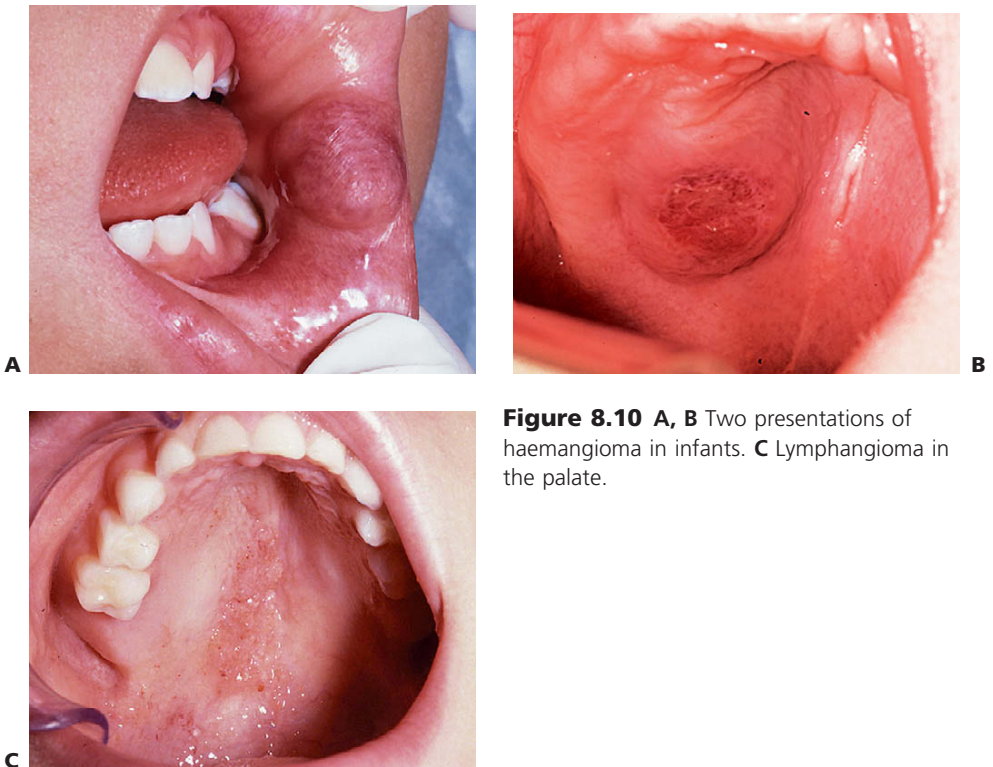 A
B
Figure 8.10 A, B Two presentations of
haemangioma in infants. C Lymphangioma in
the palate.
C